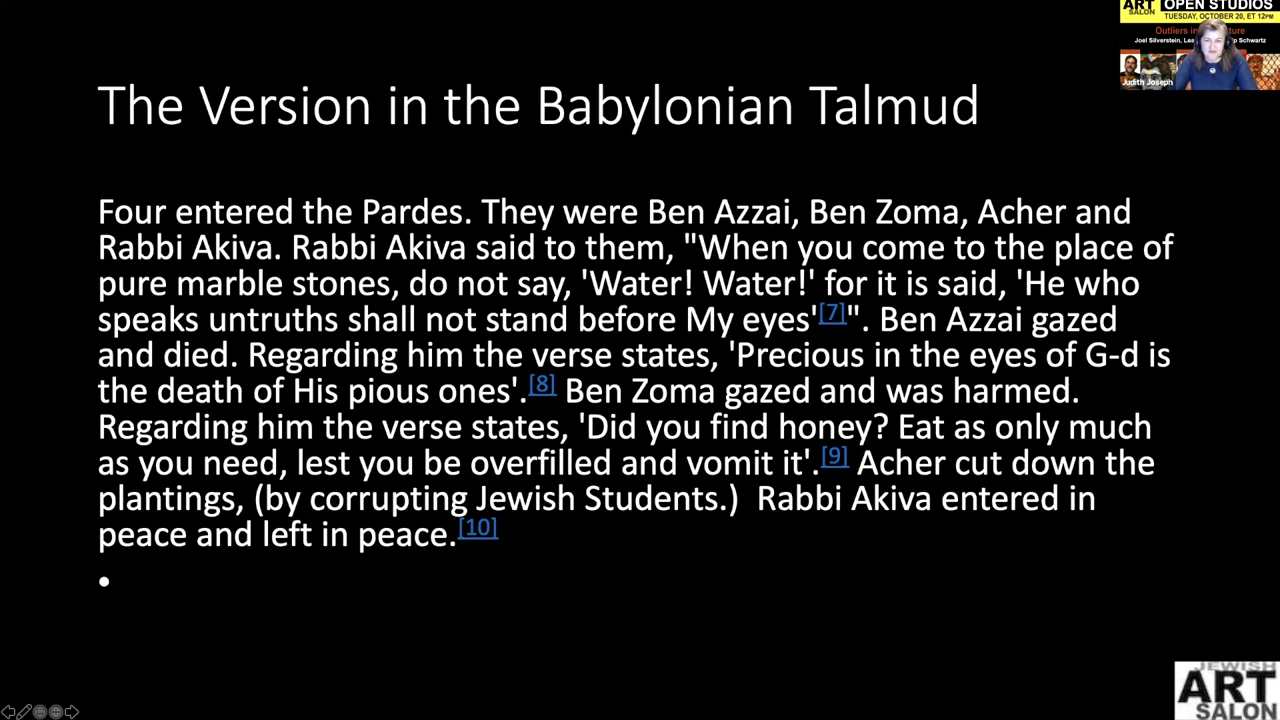 ART
SALON
OPEN STUDIOS
TUESDAY, OCTOBER 20, ET 12PM
Outliers in
Joel Silverstein, Lea
Schwartz
Judith Joseph
The Version in the Babylonian Talmud
Four entered the Pardes. They were Ben Azzai, Ben Zoma, Acher and
Rabbi Akiva. Rabbi Akiva said to them, "When you come to the place of
pure marble stones, do not say, 'Water! Water!' for it is said, 'He who
speaks untruths shall not stand before My eyes'[7]". Ben Azzai gazed
and died. Regarding him the verse states, 'Precious in the eyes of G-d is
the death of His pious ones'.[8] Ben Zoma gazed and was harmed.
Regarding him the verse states, 'Did you find honey? Eat as only much
as you need, lest you be overfilled and vomit it'.[9] Acher cut down the
plantings, (by corrupting Jewish Students.)  Rabbi Akiva entered in
peace and left in peace.[10]
JEWISH
ART
SALON